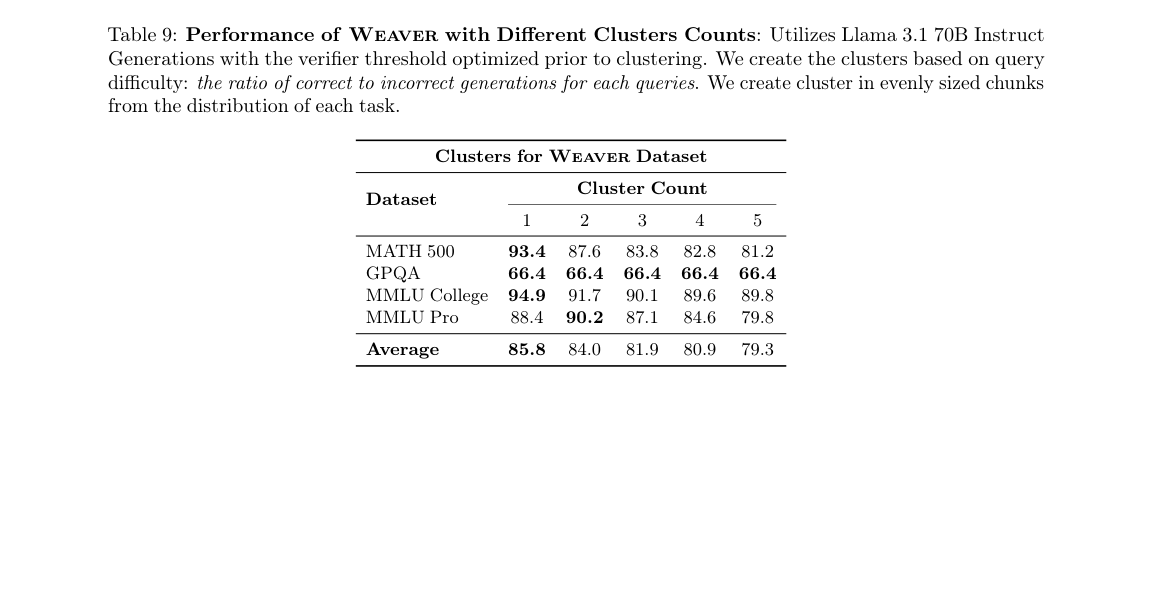 Table 9: Performance of WEAVER with Different Clusters Counts: Utilizes Llama 3.1 70B Instruct
Generations with the verifier threshold optimized prior to clustering. We create the clusters based on query
difficulty: the ratio of correct to incorrect generations for each queries. We create cluster in evenly sized chunks
from the distribution of each task.
Clusters for WEAVER Dataset
Dataset
Cluster Count
1 2 3 4 5
MATH 500 93.4 87.6 83.8 82.8 81.2
GPQA 66.4 66.4 66.4 66.4 66.4
MMLU College 94.9 91.7 90.1 89.6 89.8
MMLU Pro 88.4 90.2 87.1 84.6 79.8
Average 85.8 84.0 81.9 80.9 79.3